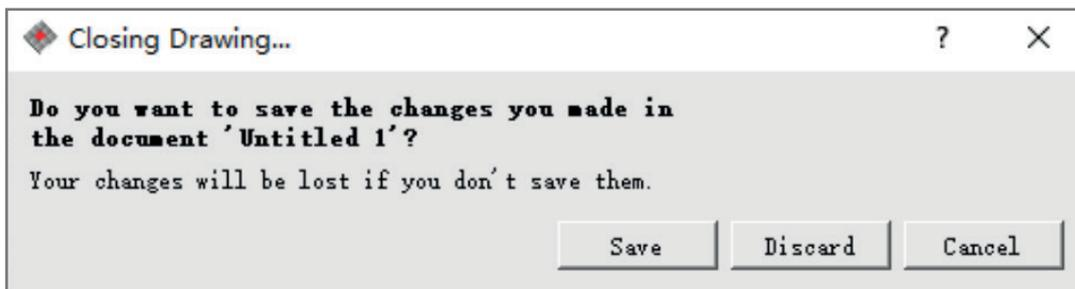 Closing Drawing...
?
Do you want to save the changes you made in
the document 'Untitled 1'?
Your changes will be lost if you don't save them.
Save Discard Cancel